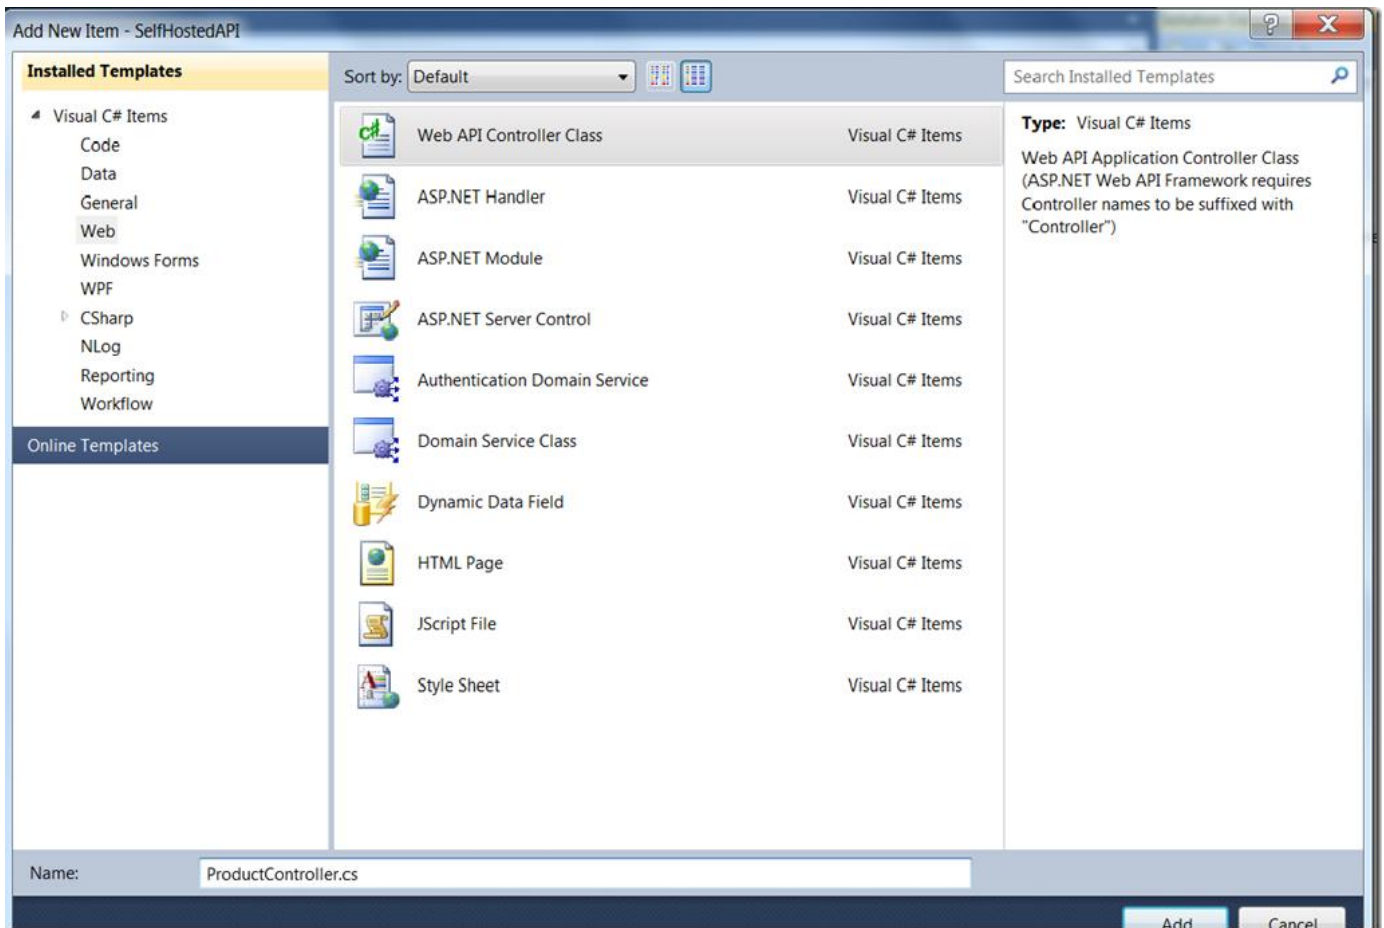 Add New Item - SelfHostedAPI
Installed Templates
Sort by: Default
Search Installed Templates
Visual C# Items
Code
Data
General
Web
Windows Forms
WPF
CSharp
NLog
Reporting
Workflow
Online Templates
Web API Controller Class Visual C# Items
ASP.NET Handler Visual C# Items
ASP.NET Module Visual C# Items
ASP.NET Server Control Visual C# Items
Authentication Domain Service Visual C# Items
Domain Service Class Visual C# Items
Dynamic Data Field Visual C# Items
HTML Page Visual C# Items
JScript File Visual C# Items
Style Sheet Visual C# Items
Type: Visual C# Items
Web API Application Controller Class
(ASP.NET Web API Framework requires
Controller names to be suffixed with
"Controller")
Name: ProductController.cs
Add Cancel